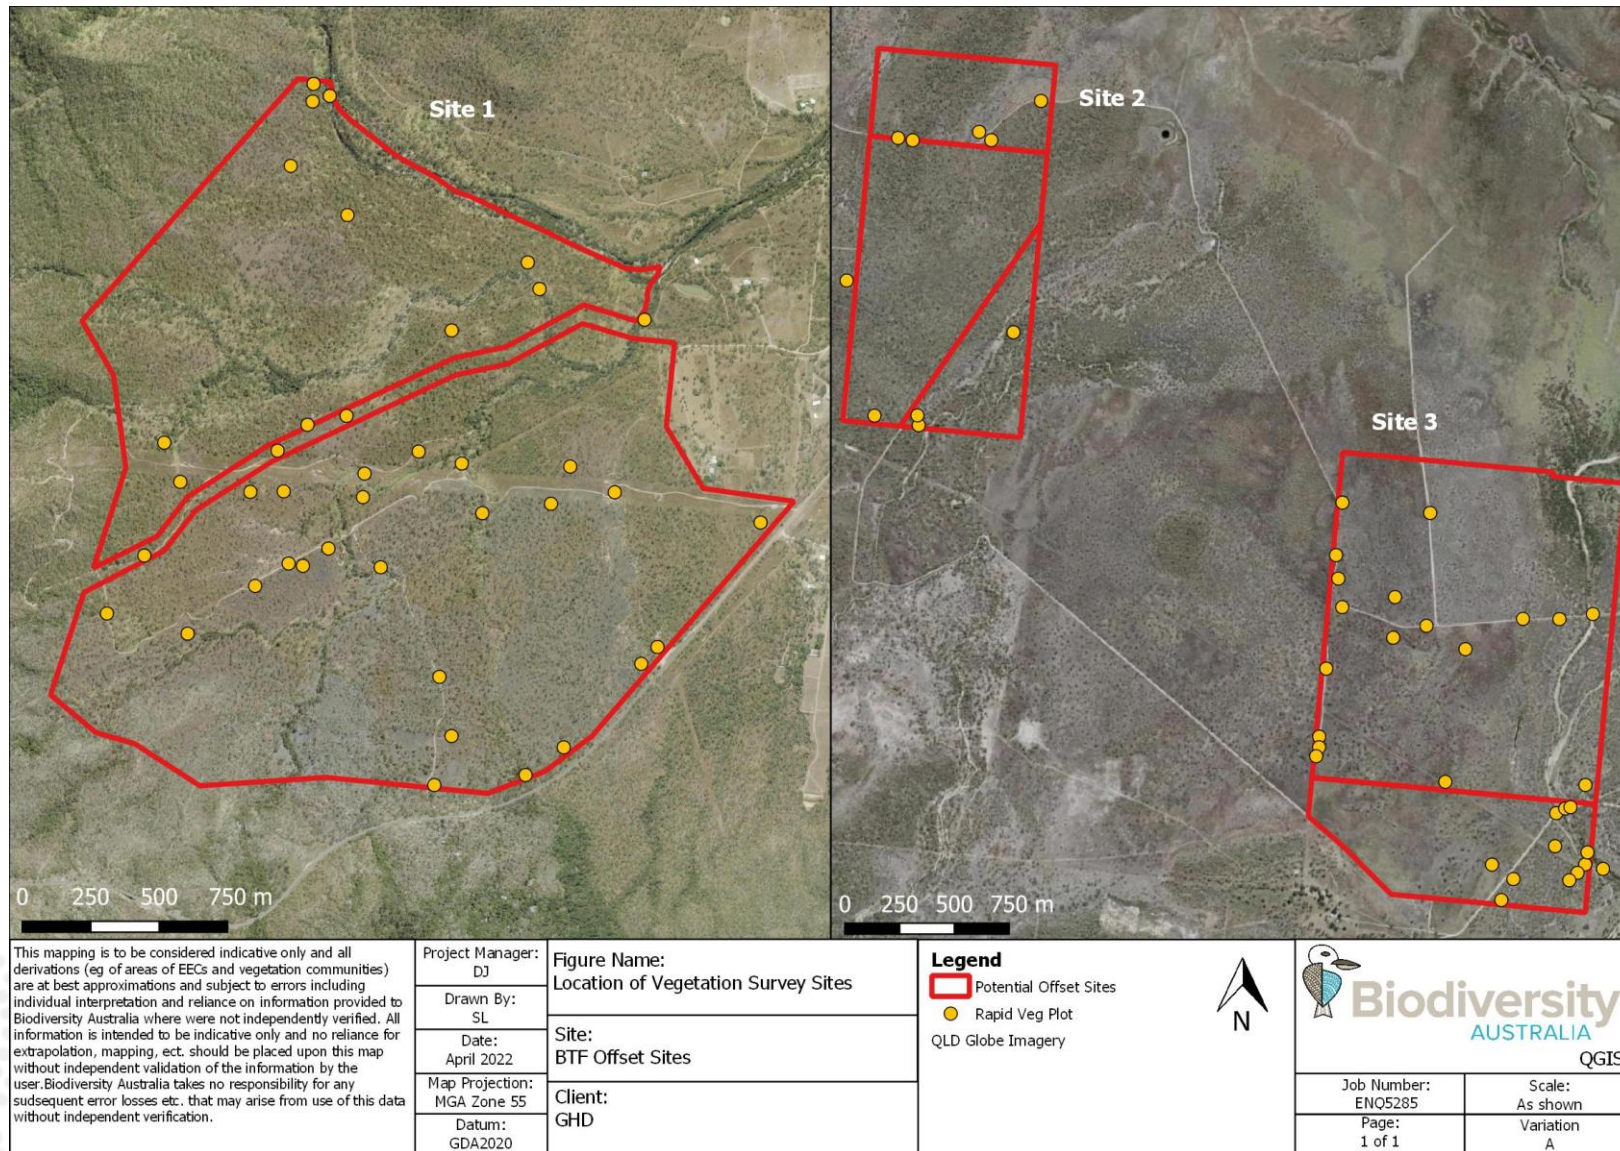 Site 1
Site 2
Site 3
0 250 500 750 m
0 250 500 750 m
This mapping is to be considered indicative only and all
derivations (eg of areas of EECs and vegetation communities)
are at best approximations and subject to errors including
individual interpretation and reliance on information provided to
Biodiversity Australia where were not independently verified. All
information is intended to be indicative only and no reliance for
extrapolation, mapping, ect. should be placed upon this map
without independent validation of the information by the
user.Biodiversity Australia takes no responsibility for any
sudsequent error losses etc. that may arise from use of this data
without independent verification.
Project Manager:
DJ
Drawn By:
SL
Date:
April 2022
Map Projection:
MGA Zone 55
Datum:
GDA2020
Figure Name:
Location of Vegetation Survey Sites
Site:
BTF Offset Sites
Client:
GHD
Legend
Potential Offset Sites
Rapid Veg Plot
QLD Globe Imagery
N
Biodiversity
AUSTRALIA
QGIS
Job Number:
ENQ5285
Scale:
As shown
Page:
1 of 1
Variation
A